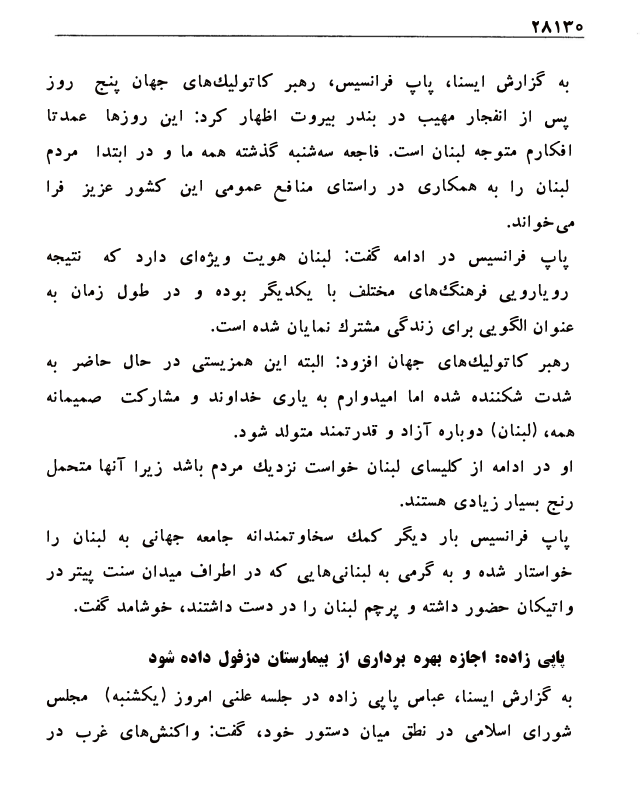 ۲۸۱۳۰
به گزارش ایسنا، پاپ فرانسیس، رهبر کاتولیك‌های جهان پنج روز
پس از انفجار مهیب در بندر بیروت اظهار کرد: این روزها عمدتا
افکارم متوجه لبنان است. فاجعه سه‌شنبه گذشته همه ما و در ابتدا مردم
لبنان را به همکاری در راستای منافع عمومی این کشور عزیز فرا
می‌خواند.
پاپ فرانسیس در ادامه گفت: لبنان هویت ویژه‌ای دارد که نتیجه
رویارویی فرهنگ‌های مختلف با یکدیگر بوده و در طول زمان به
عنوان الگویی برای زندگی مشترك نمایان شده است.
رهبر کاتولیك‌های جهان افزود: البته این همزیستی در حال حاضر به
شدت شکننده شده اما امیدوارم به یاری خداوند و مشارکت صمیمانه
همه، (لبنان) دوباره آزاد و قدرتمند متولد شود.
او در ادامه از کلیسای لبنان خواست نزدیك مردم باشد زیرا آنها متحمل
رنج بسیار زیادی هستند.
پاپ فرانسیس بار دیگر کمك سخاوتمندانه جامعه جهانی به لبنان را
خواستار شده و به گرمی به لبنانی‌هایی که در اطراف میدان سنت پیتر در
واتیکان حضور داشته و پرچم لبنان را در دست داشتند، خوشامد گفت.
پاپی زاده: اجازه بهره برداری از بیمارستان دزفول داده شود
به گزارش ایسنا، عباس پاپی زاده در جلسه علنی امروز (یکشنبه) مجلس
شورای اسلامی در نطق میان دستور خود، گفت: واکنش‌های غرب در